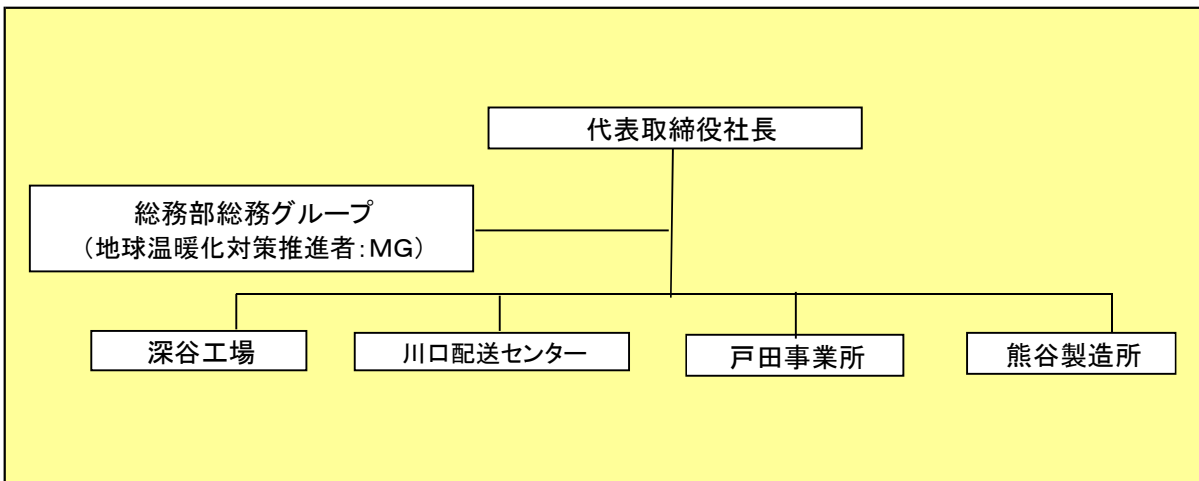 代表取締役社長
総務部総務グループ
（地球温暖化対策推進者：ＭＧ）
深谷工場
川口配送センター
戸田事業所
熊谷製造所